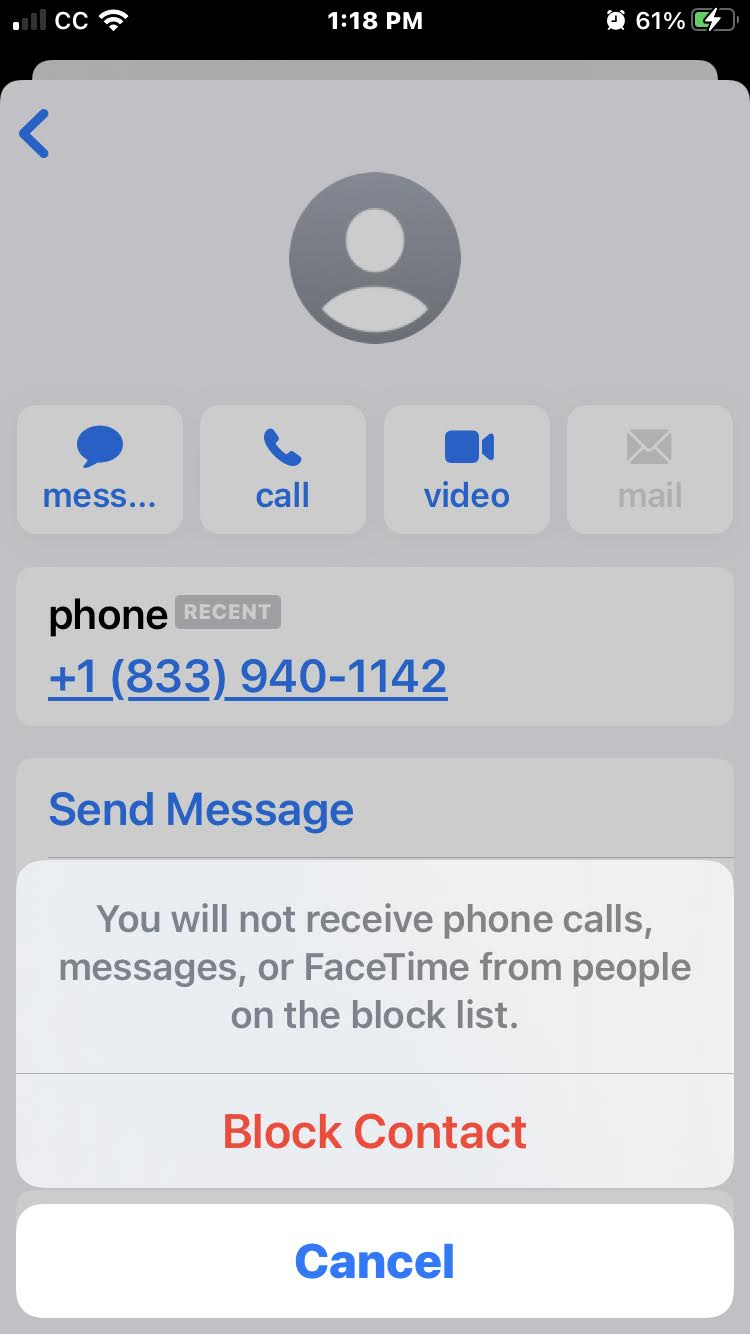 CC 1:18 PM 61%
mess... call video mail
phone RECENT
+1 (833) 940-1142
Send Message
You will not receive phone calls,
messages, or FaceTime from people
on the block list.
Block Contact
Cancel